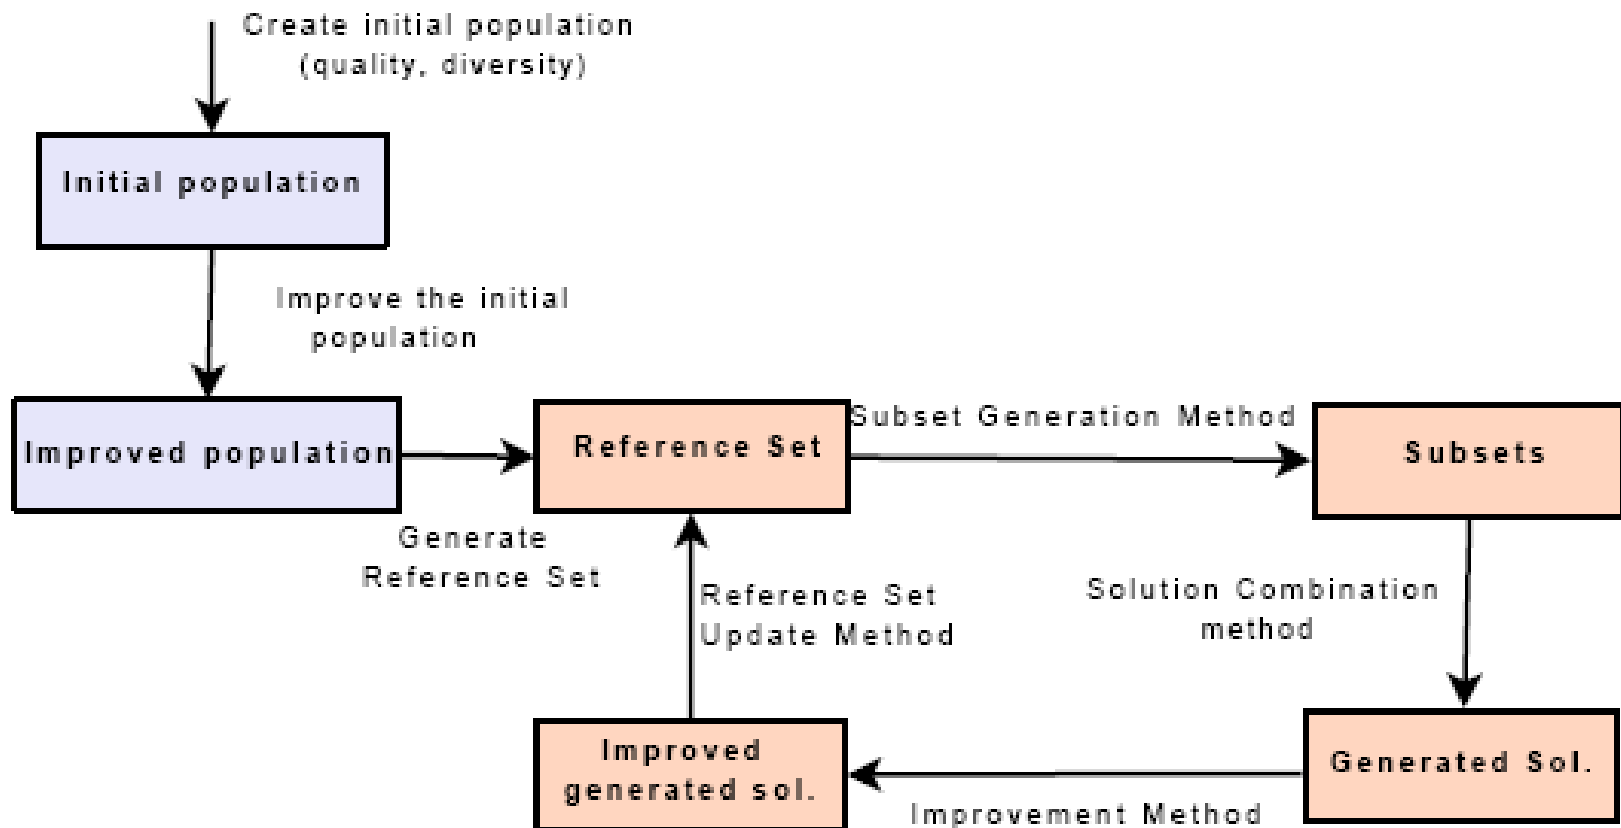 Create initial population
(quality, diversity)
Initial population
Improve the initial
population
Improved population
Generate
Reference Set
Reference Set
Subset Generation Method
Subsets
Solution Combination
method
Generated Sol.
Improvement Method
Improved
generated sol.
Reference Set
Update Method